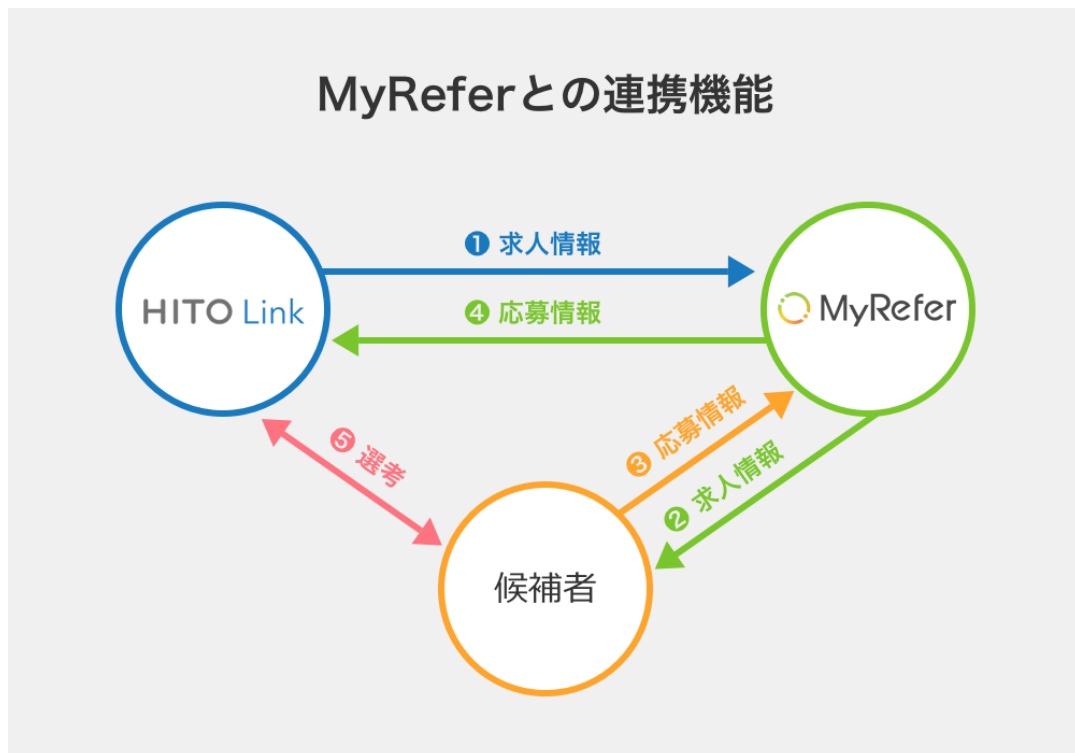 MyReferとの連携機能
❶ 求人情報
HITO Link
MyRefer
❹ 応募情報
❺ 選考
❸ 応募情報
❷ 求人情報
候補者